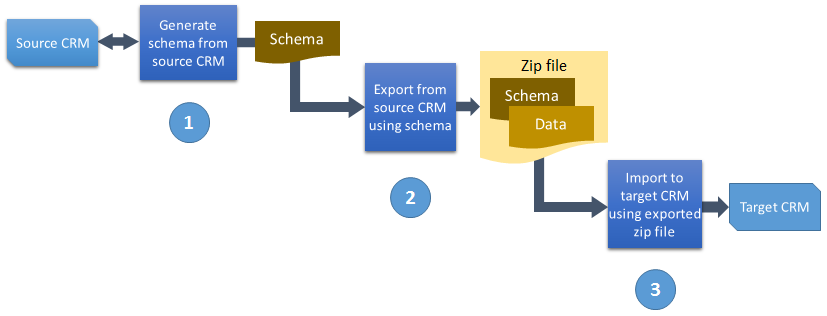 Source CRM
Generate
schema from
source CRM
Schema
1
Export from
source CRM
using schema
2
Zip file
Schema
Data
Import to
target CRM
using exported
zip file
Target CRM
3